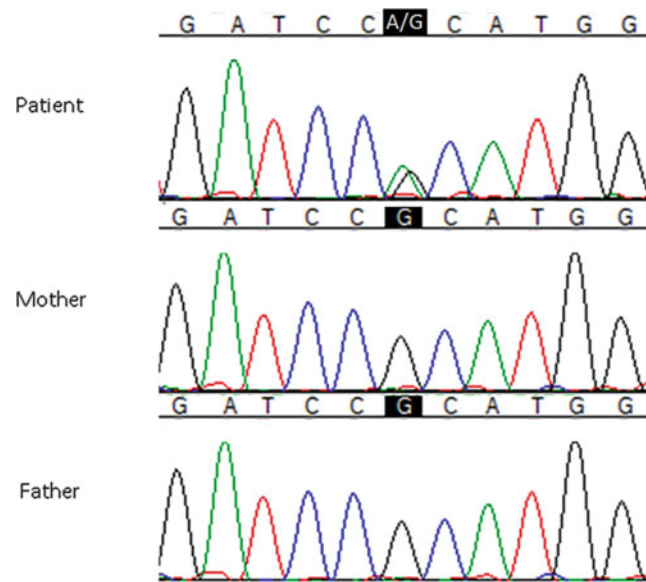 G A T C C A/G C A T G G
Patient
G A T C C G C A T G G
Mother
G A T C C G C A T G G
Father